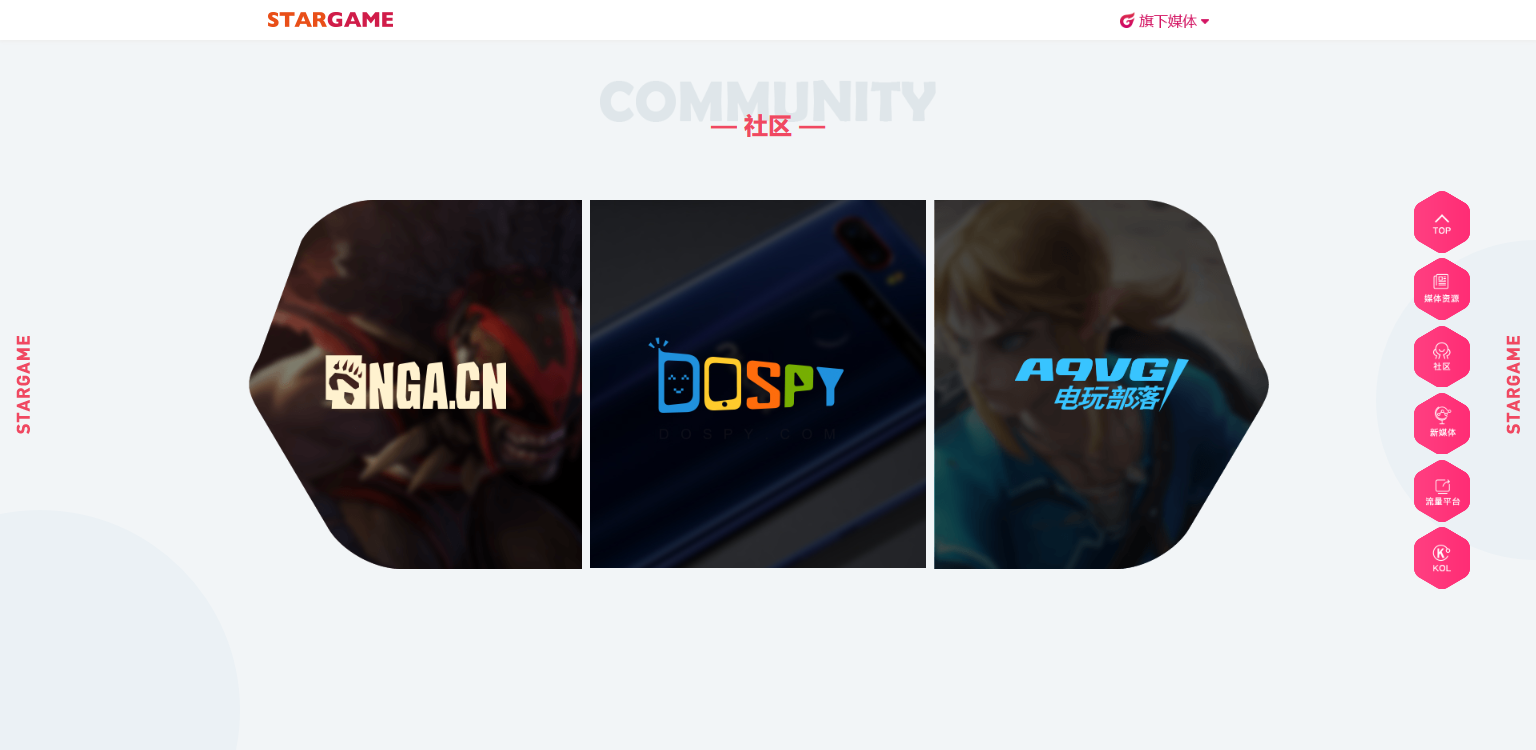 STARGAME
旗下媒体
COMMUNITY
— 社区 —
NGA.CN
DOSPY
DOSPY.COM
A9VG
电玩部落
TOP
媒体资源
社区
新媒体
流量平台
KOL
STARGAME
STARGAME